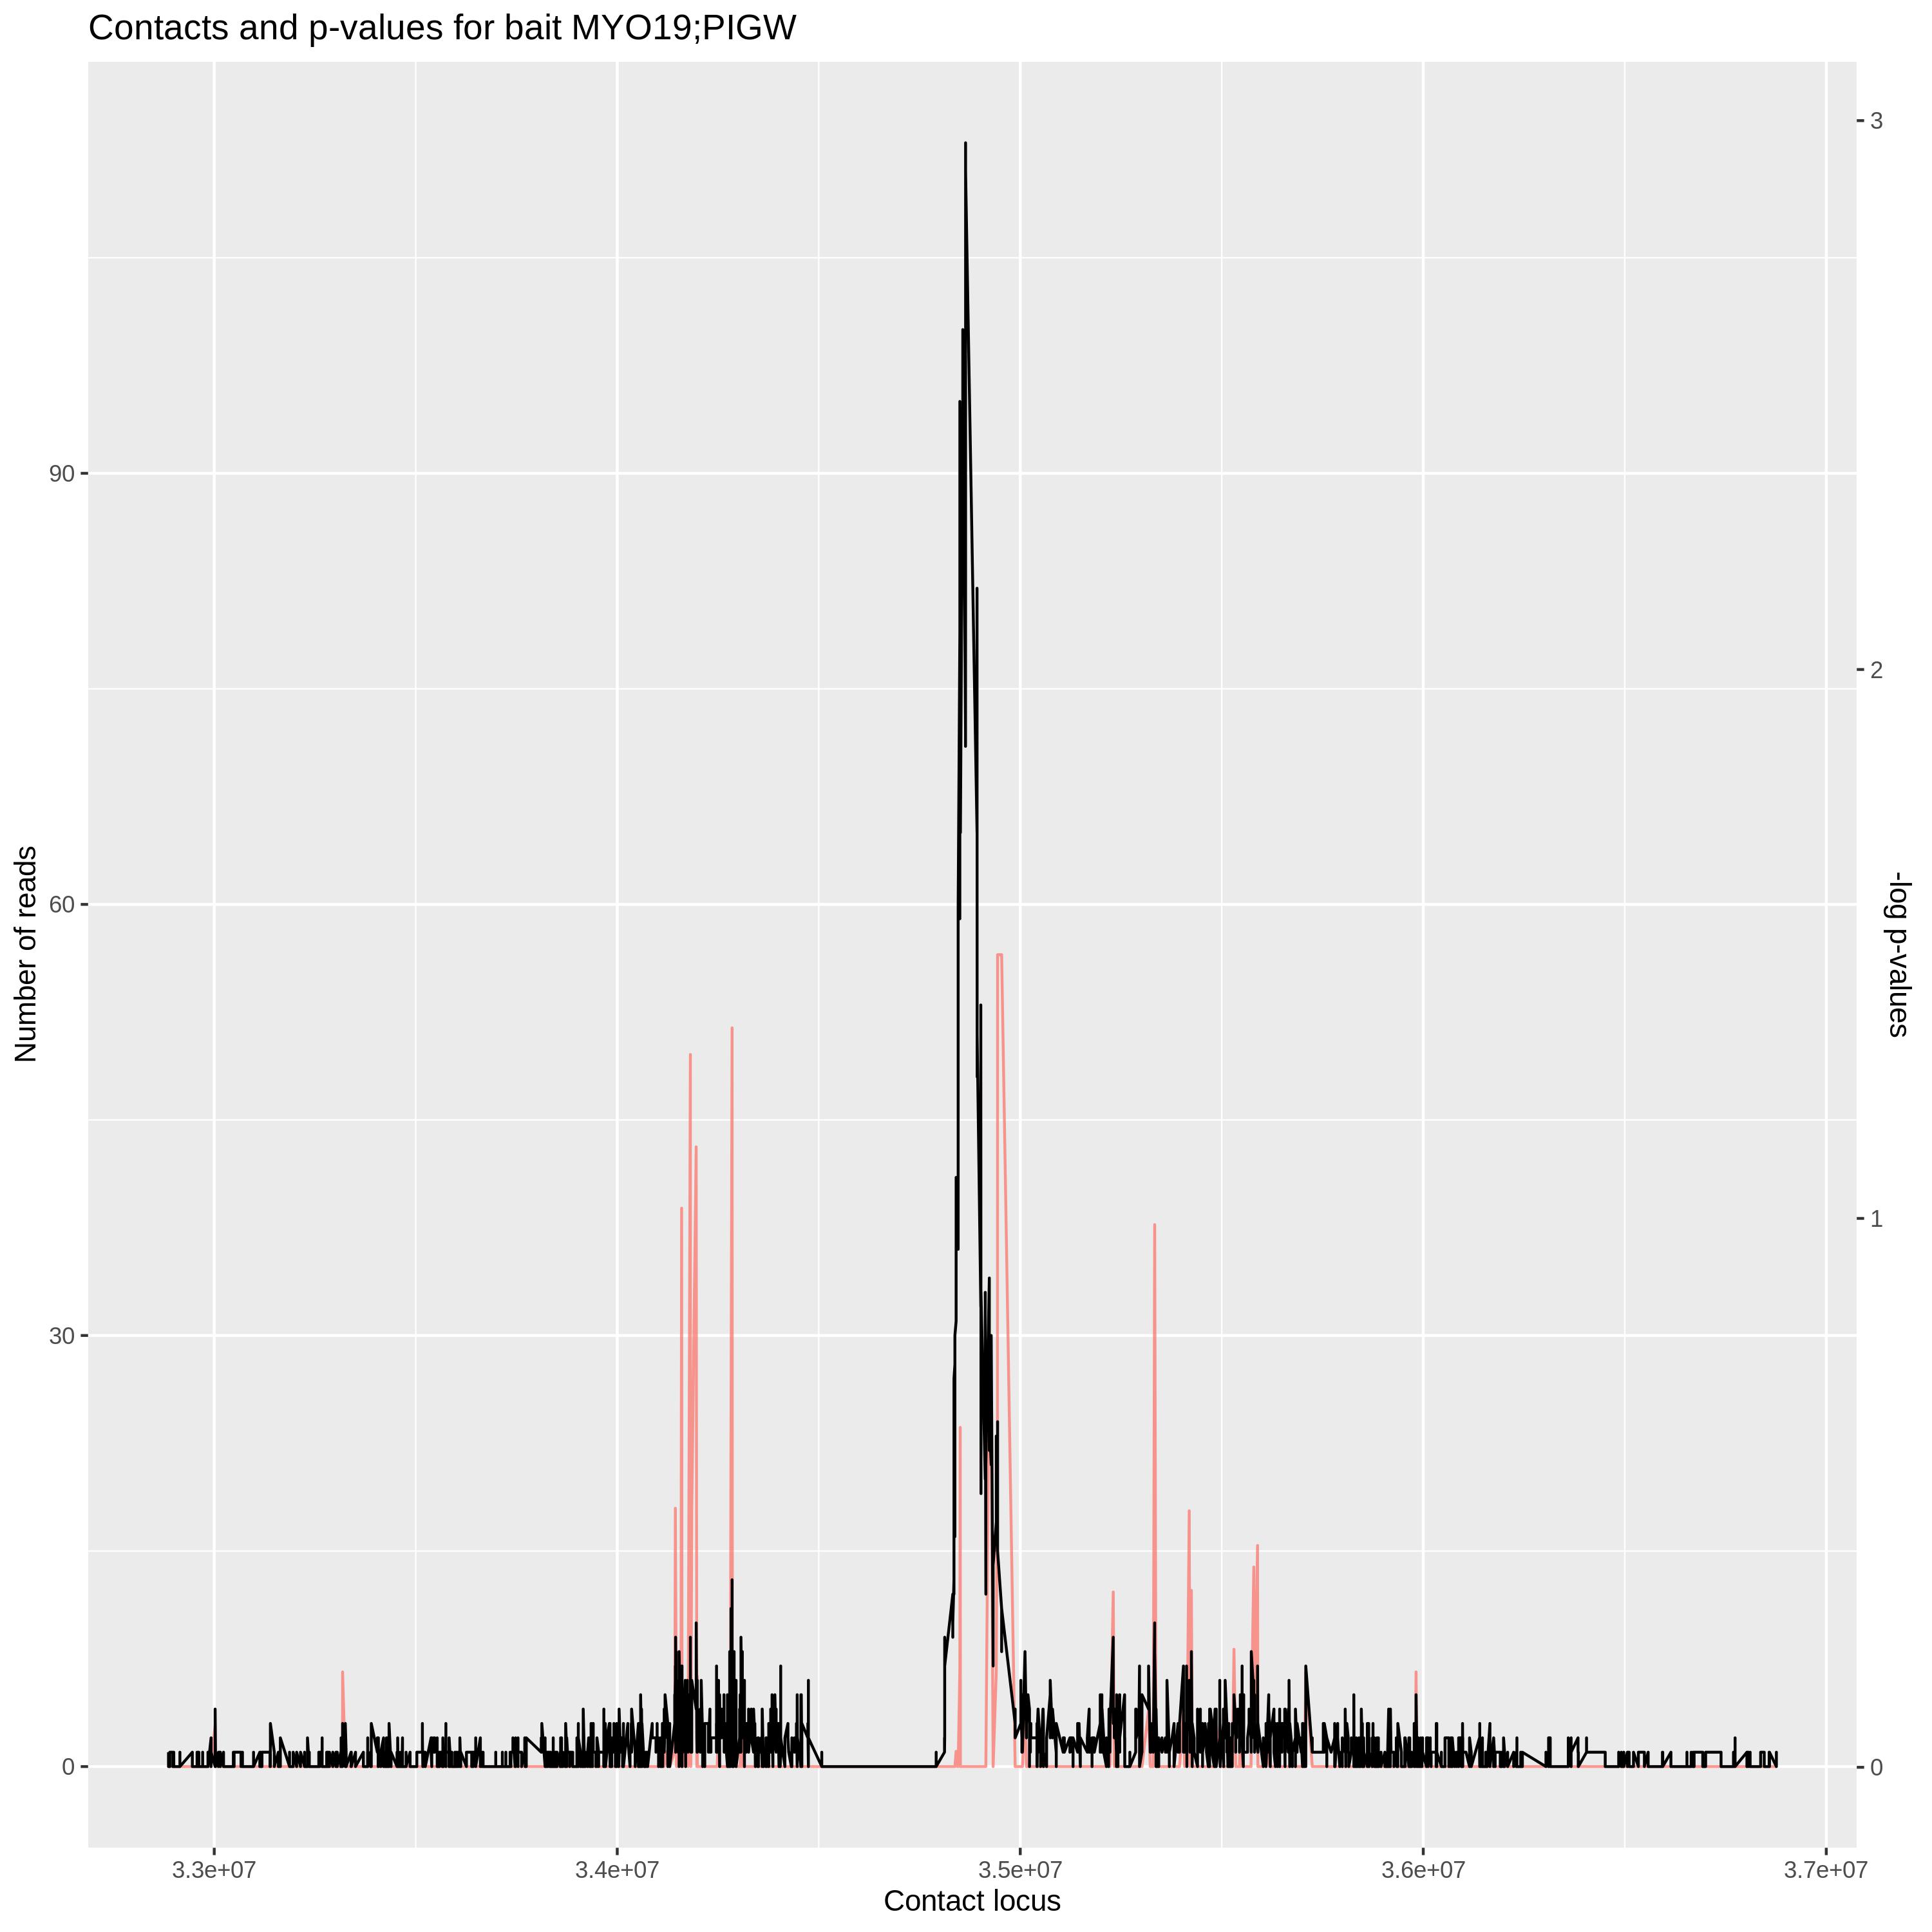 Contacts and p-values for bait MYO19;PIGW
3
90
2
60
Number of reads
-log p-values
1
30
0
0
3.3e+07
3.4e+07
3.5e+07
3.6e+07
3.7e+07
Contact locus